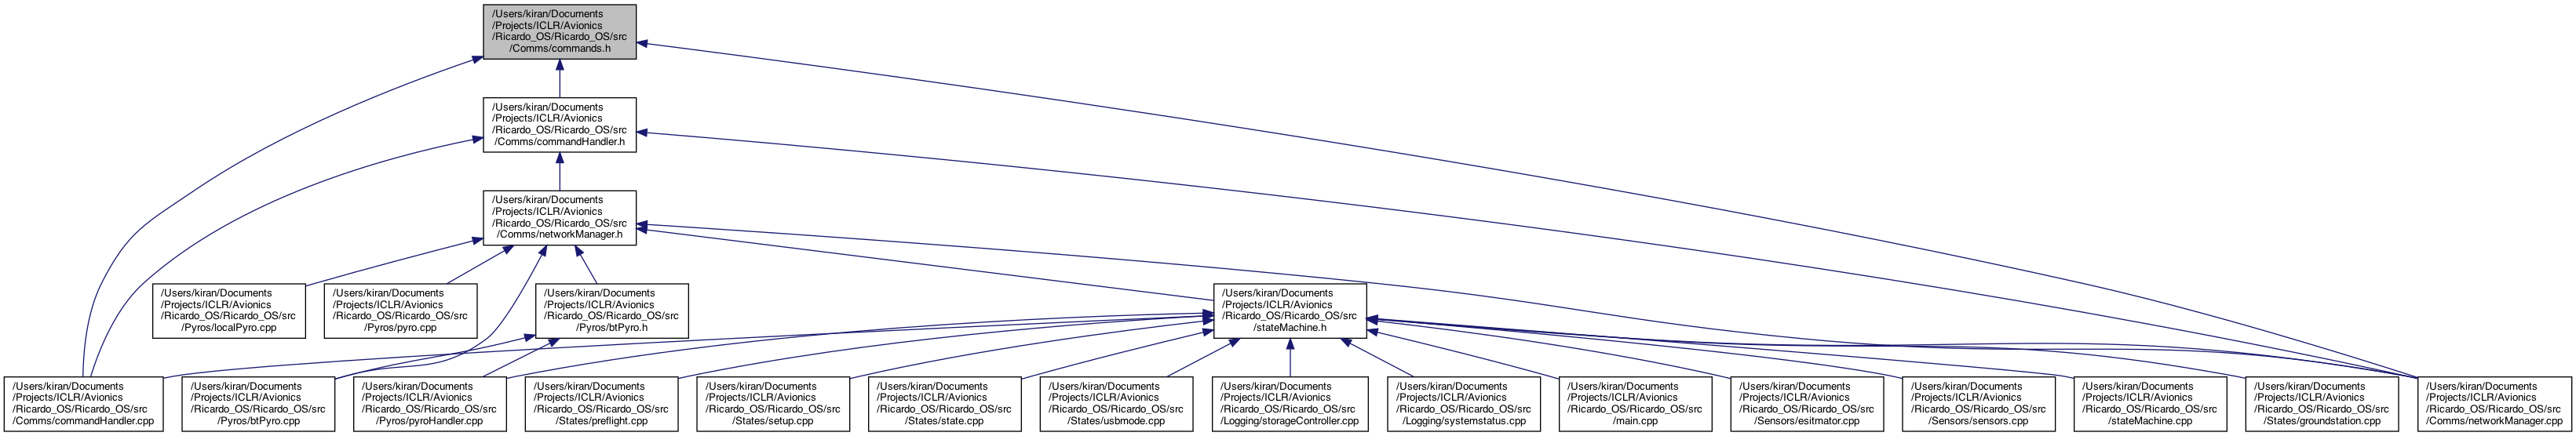 /Users/kiran/Documents
/Projects/ICLR/Avionics
/Ricardo_OS/Ricardo_OS/src
/Comms/commands.h
/Users/kiran/Documents
/Projects/ICLR/Avionics
/Ricardo_OS/Ricardo_OS/src
/Comms/commandHandler.h
/Users/kiran/Documents
/Projects/ICLR/Avionics
/Ricardo_OS/Ricardo_OS/src
/Comms/networkManager.h
/Users/kiran/Documents
/Projects/ICLR/Avionics
/Ricardo_OS/Ricardo_OS/src
/Pyros/localPyro.cpp
/Users/kiran/Documents
/Projects/ICLR/Avionics
/Ricardo_OS/Ricardo_OS/src
/Pyros/pyro.cpp
/Users/kiran/Documents
/Projects/ICLR/Avionics
/Ricardo_OS/Ricardo_OS/src
/Pyros/btPyro.h
/Users/kiran/Documents
/Projects/ICLR/Avionics
/Ricardo_OS/Ricardo_OS/src
/stateMachine.h
/Users/kiran/Documents
/Projects/ICLR/Avionics
/Ricardo_OS/Ricardo_OS/src
/Comms/commandHandler.cpp
/Users/kiran/Documents
/Projects/ICLR/Avionics
/Ricardo_OS/Ricardo_OS/src
/Pyros/btPyro.cpp
/Users/kiran/Documents
/Projects/ICLR/Avionics
/Ricardo_OS/Ricardo_OS/src
/Pyros/pyroHandler.cpp
/Users/kiran/Documents
/Projects/ICLR/Avionics
/Ricardo_OS/Ricardo_OS/src
/States/preflight.cpp
/Users/kiran/Documents
/Projects/ICLR/Avionics
/Ricardo_OS/Ricardo_OS/src
/States/setup.cpp
/Users/kiran/Documents
/Projects/ICLR/Avionics
/Ricardo_OS/Ricardo_OS/src
/States/state.cpp
/Users/kiran/Documents
/Projects/ICLR/Avionics
/Ricardo_OS/Ricardo_OS/src
/States/usbmode.cpp
/Users/kiran/Documents
/Projects/ICLR/Avionics
/Ricardo_OS/Ricardo_OS/src
/Logging/storageController.cpp
/Users/kiran/Documents
/Projects/ICLR/Avionics
/Ricardo_OS/Ricardo_OS/src
/Logging/systemstatus.cpp
/Users/kiran/Documents
/Projects/ICLR/Avionics
/Ricardo_OS/Ricardo_OS/src
/main.cpp
/Users/kiran/Documents
/Projects/ICLR/Avionics
/Ricardo_OS/Ricardo_OS/src
/Sensors/esitmator.cpp
/Users/kiran/Documents
/Projects/ICLR/Avionics
/Ricardo_OS/Ricardo_OS/src
/Sensors/sensors.cpp
/Users/kiran/Documents
/Projects/ICLR/Avionics
/Ricardo_OS/Ricardo_OS/src
/stateMachine.cpp
/Users/kiran/Documents
/Projects/ICLR/Avionics
/Ricardo_OS/Ricardo_OS/src
/States/groundstation.cpp
/Users/kiran/Documents
/Projects/ICLR/Avionics
/Ricardo_OS/Ricardo_OS/src
/Comms/networkManager.cpp